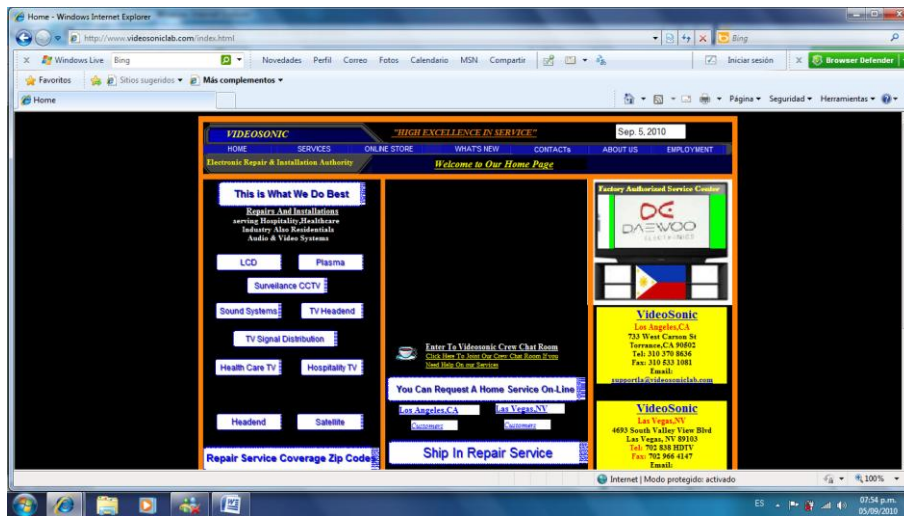 Home - Windows Internet Explorer
http://www.videosoniclab.com/index.html
Bing
X Windows Live Bing Novedades Perfil Correo Fotos Calendario MSN Compartir Iniciar sesión X Browser Defender
Favoritos Sitios sugeridos Más complementos
Home Página Seguridad Herramientas
VIDEOSONIC "HIGH EXCELLENCE IN SERVICE" Sep. 5, 2010
HOME SERVICES ONLINE STORE WHAT'S NEW CONTACTs ABOUT US EMPLOYMENT
Electronic Repair & Installation Authority Welcome to Our Home Page
This is What We Do Best
Repairs And Installations
serving Hospitality,Healthcare
Industry Also Residentials
Audio & Video Systems
LCD Plasma
Surveilance CCTV
Sound Systems TV Headend
TV Signal Distribution
Health Care TV Hospitality TV
Headend Satellite
Repair Service Coverage Zip Codes
Enter To Videosonic Crew Chat Room
Click Here To Joint Our Crew Chat Room If you
Need Help On our Services
You Can Request A Home Service On-Line
Los Angeles,CA Las Vegas,NV
Customers Customers
Ship In Repair Service
Factory Authorized Service Center
DAEWOO
ELECTRONICS
VideoSonic
Los Angeles,CA
733 West Carson St
Torrance,CA 90502
Tel: 310 370 8636
Fax: 310 533 1081
Email:
supportla@videosoniclab.com
VideoSonic
Las Vegas,NV
4693 South Valley View Blvd
Las Vegas, NV 89103
Tel: 702 838 HDTV
Fax: 702 966 4147
Email:
Internet | Modo protegido: activado 100%
ES 07:54 p.m.
05/09/2010